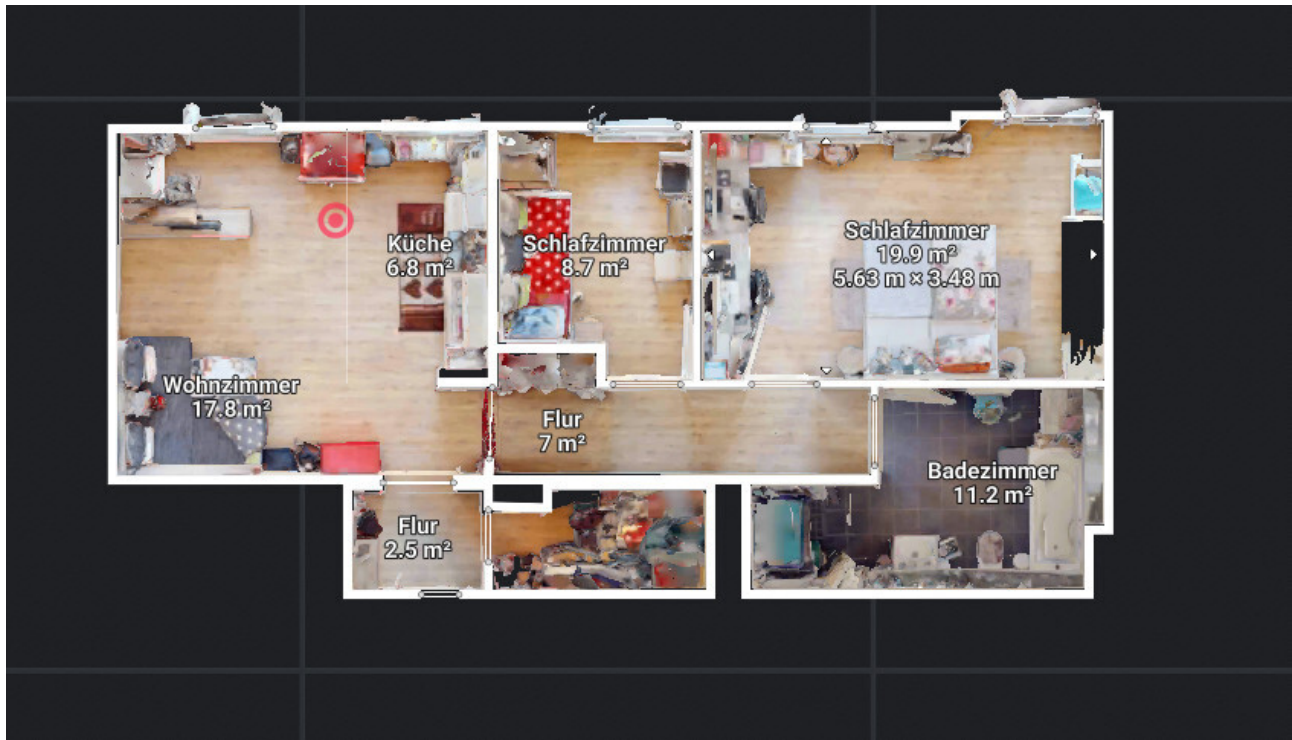 Küche
6.8 m²
Schlafzimmer
8.7 m²
Schlafzimmer
19.9 m²
5.63 m × 3.48 m
Wohnzimmer
17.8 m²
Flur
7 m²
Badezimmer
11.2 m²
Flur
2.5 m²